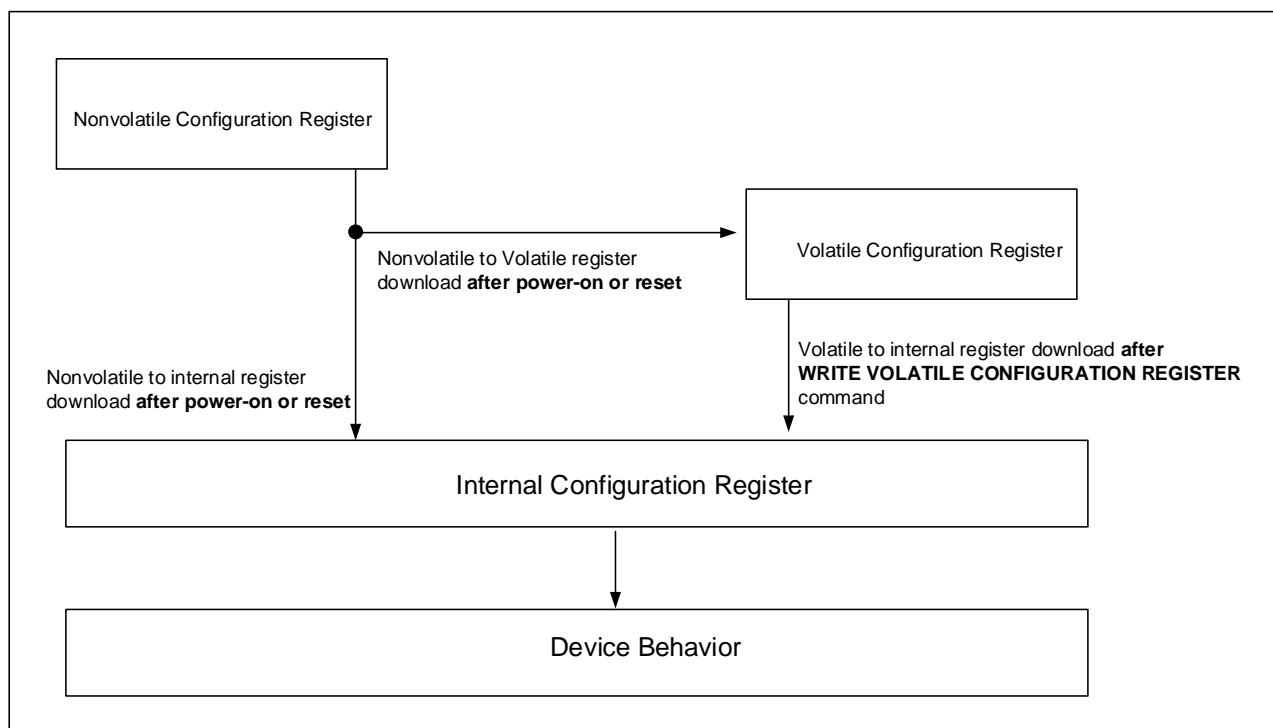 Nonvolatile Configuration Register
Volatile Configuration Register
Nonvolatile to Volatile register
download after power-on or reset
Volatile to internal register download after
WRITE VOLATILE CONFIGURATION REGISTER
command
Nonvolatile to internal register
download after power-on or reset
Internal Configuration Register
Device Behavior